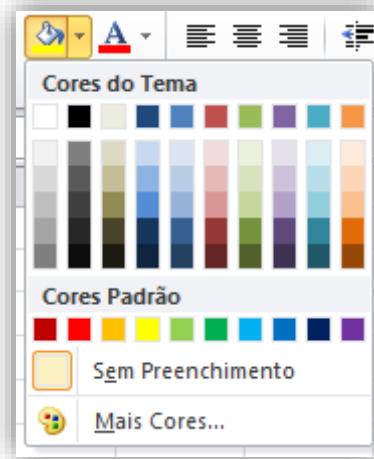 A
Cores do Tema
Cores Padrão
Sem Preenchimento
Mais Cores...